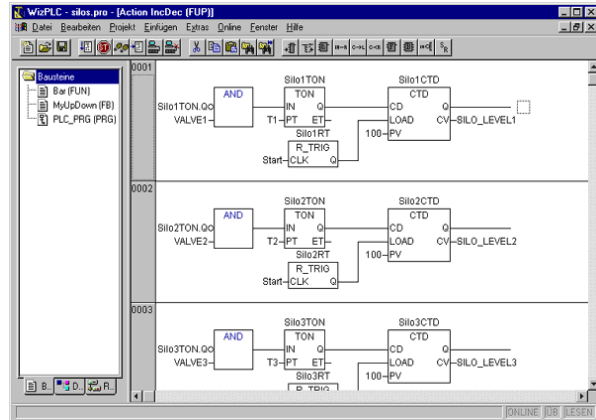 WizPLC - silos.pro - [Action IncDec (FUP)]
Datei Bearbeiten Projekt Einfügen Extras Online Fenster Hilfe
Bausteine
Bar (FUN)
MyUpDown (FB)
PLC_PRG (PRG)
B... D... R...
0001
Silo1TON Silo1CTD
AND TON CTD
Silo1TON.Q IN Q CD Q
VALVE1 T1 PT ET LOAD CV SILO_LEVEL1
Silo1RT 100 PV
R_TRIG
Start CLK Q
0002
Silo2TON Silo2CTD
AND TON CTD
Silo2TON.Q IN Q CD Q
VALVE2 T2 PT ET LOAD CV SILO_LEVEL2
Silo2RT 100 PV
R_TRIG
Start CLK Q
0003
Silo3TON Silo3CTD
AND TON CTD
Silo3TON.Q IN Q CD Q
VALVE3 T3 PT ET LOAD CV SILO_LEVEL3
Silo3RT 100 PV
R_TRIG
ONLINE ÜB LESEN